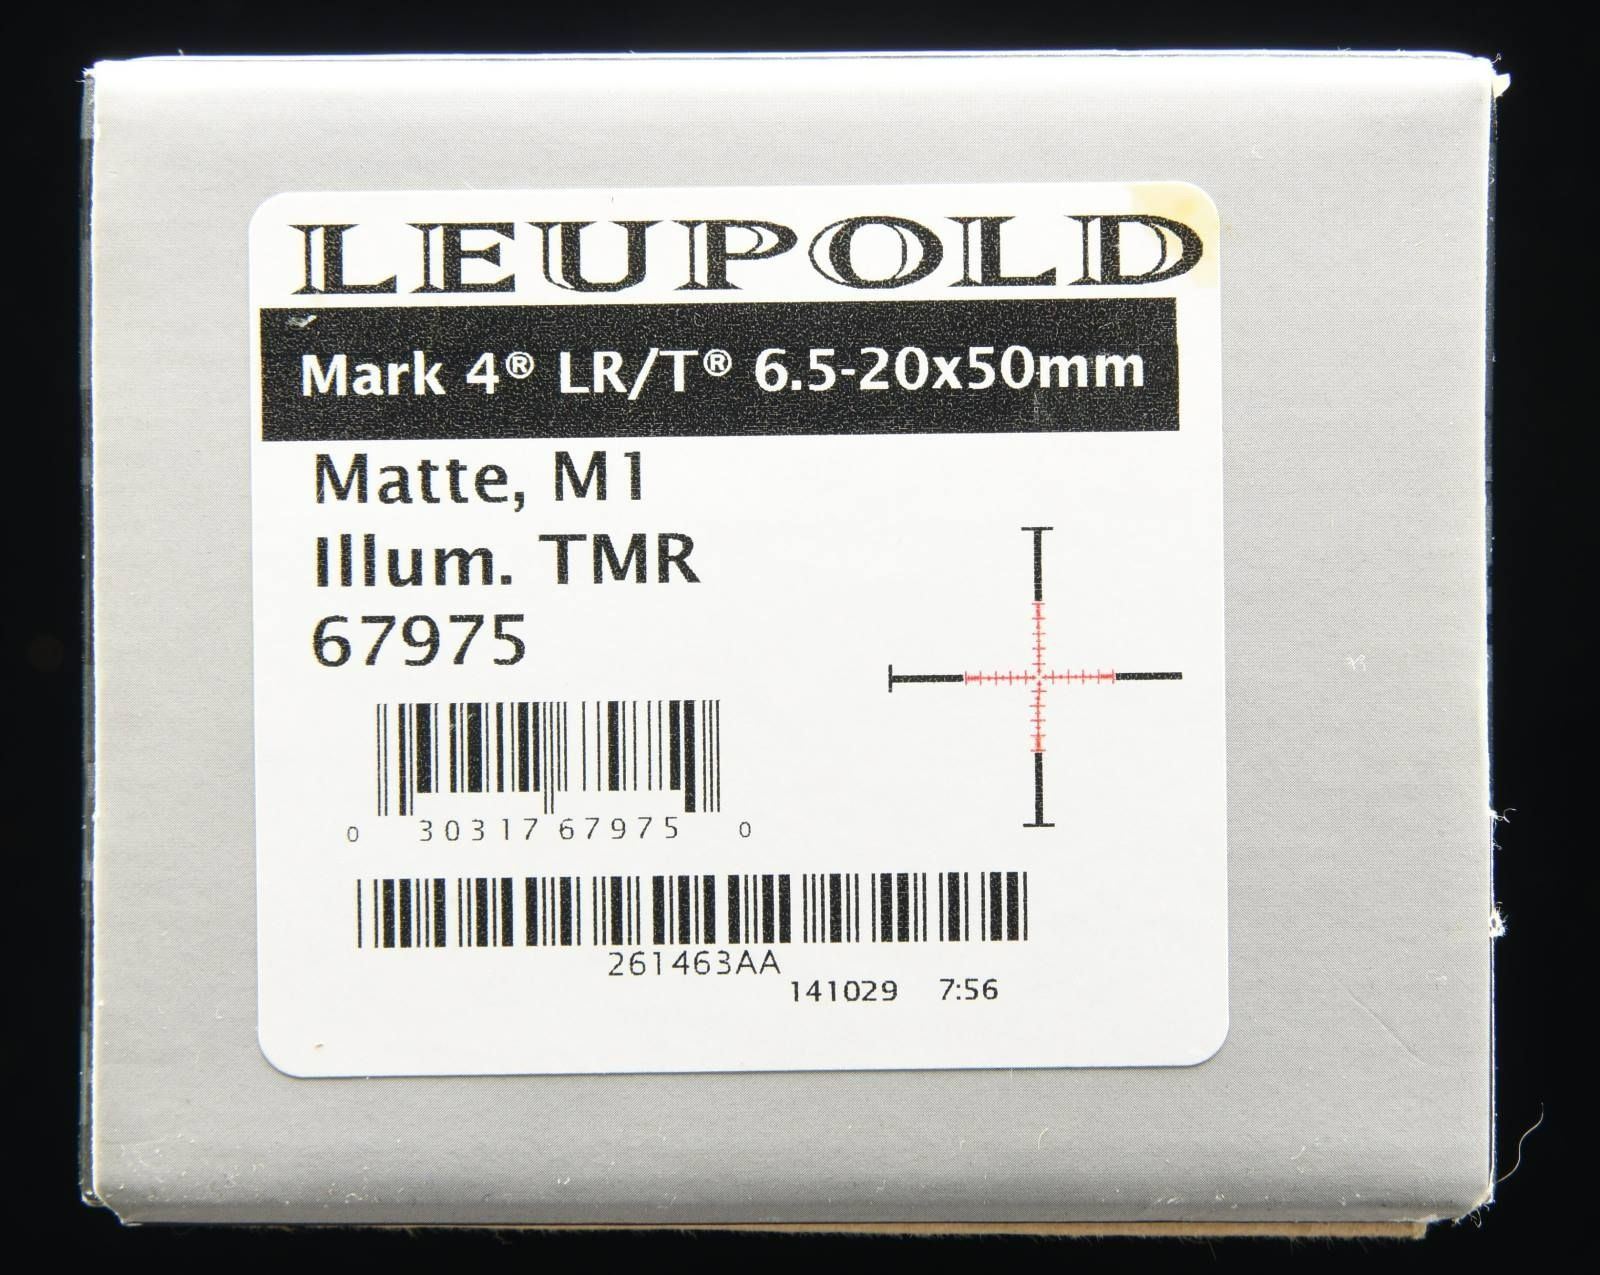 LEUPOLD
Mark 4® LR/T® 6.5-20x50mm
Matte, M1
Illum. TMR
67975
0 30317 67975 0
261463AA
141029 7:56